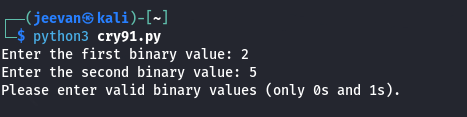 ┌──(jeevan㉿kali)-[~]
└─$ python3 cry91.py
Enter the first binary value: 2
Enter the second binary value: 5
Please enter valid binary values (only 0s and 1s).